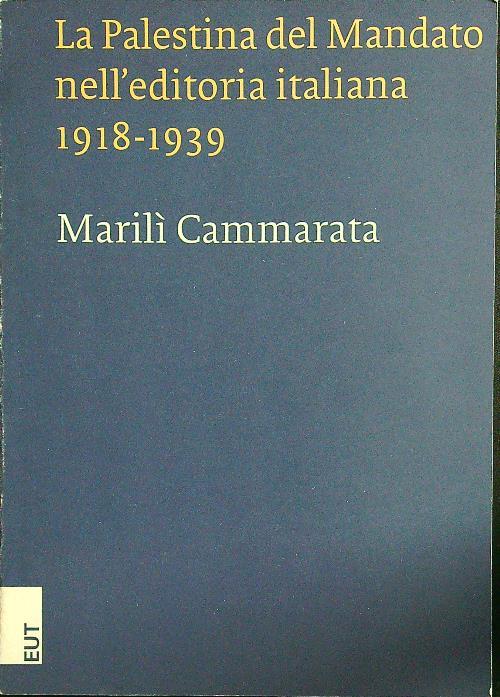 La Palestina del Mandato
nell'editoria italiana
1918-1939
Marilì Cammarata
EUT